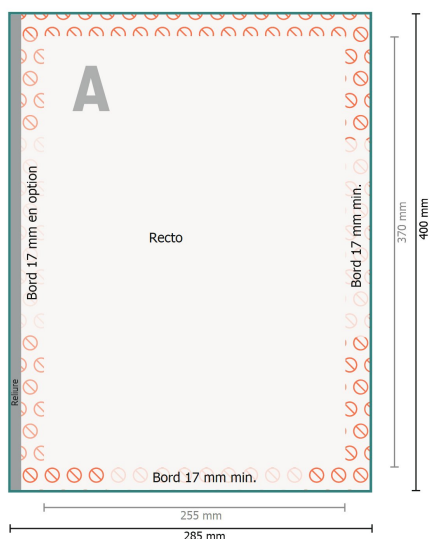 A
Bord 17 mm en option
Recto
Bord 17 mm min.
370 mm
400 mm
Reliure
Bord 17 mm min.
255 mm
285 mm